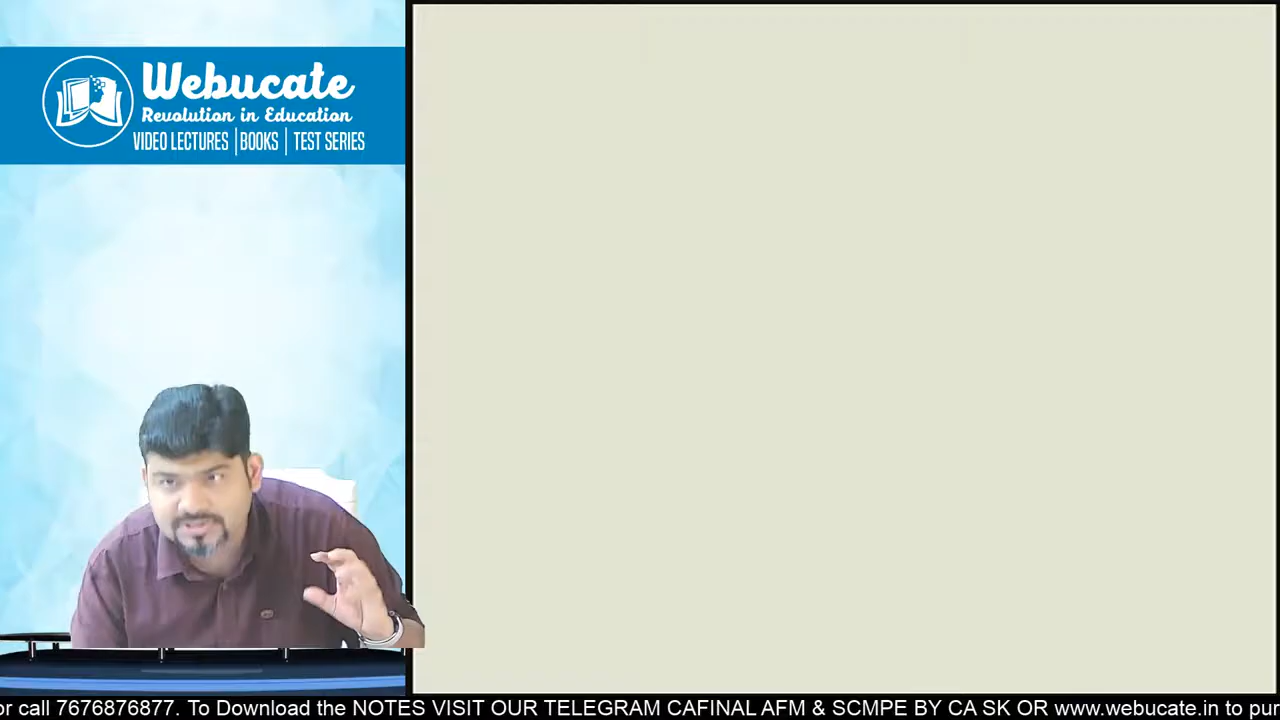 Webucate
Revolution in Education
VIDEO LECTURES | BOOKS | TEST SERIES
or call 7676876877. To Download the NOTES VISIT OUR TELEGRAM CAFINAL AFM & SCMPE BY CA SK OR www.webucate.in to pur